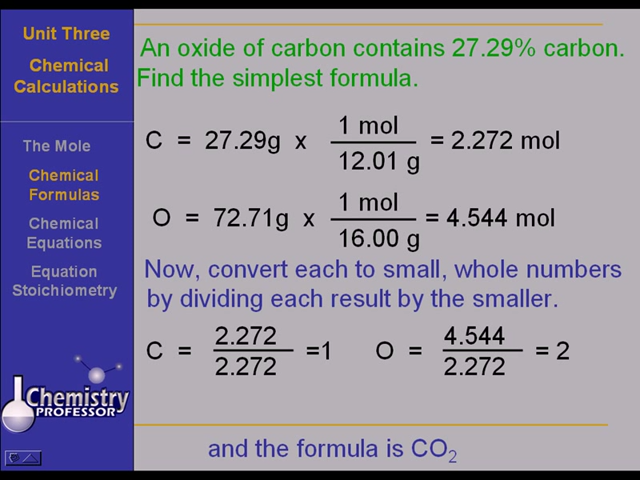 Unit Three
Chemical
Calculations
The Mole
Chemical
Formulas
Chemical
Equations
Equation
Stoichiometry
Chemistry
PROFESSOR
An oxide of carbon contains 27.29% carbon.
Find the simplest formula.
C = 27.29g x 1 mol / 12.01 g = 2.272 mol
O = 72.71g x 1 mol / 16.00 g = 4.544 mol
Now, convert each to small, whole numbers
by dividing each result by the smaller.
C = 2.272 / 2.272 =1 O = 4.544 / 2.272 = 2
and the formula is CO₂